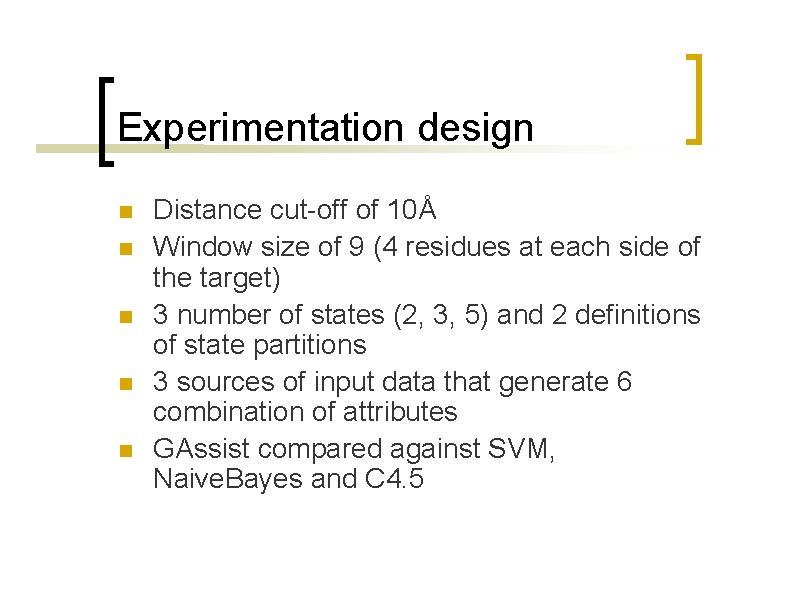 Experimentation design
Distance cut-off of 10Å
Window size of 9 (4 residues at each side of
the target)
3 number of states (2, 3, 5) and 2 definitions
of state partitions
3 sources of input data that generate 6
combination of attributes
GAssist compared against SVM,
Naive.Bayes and C4.5